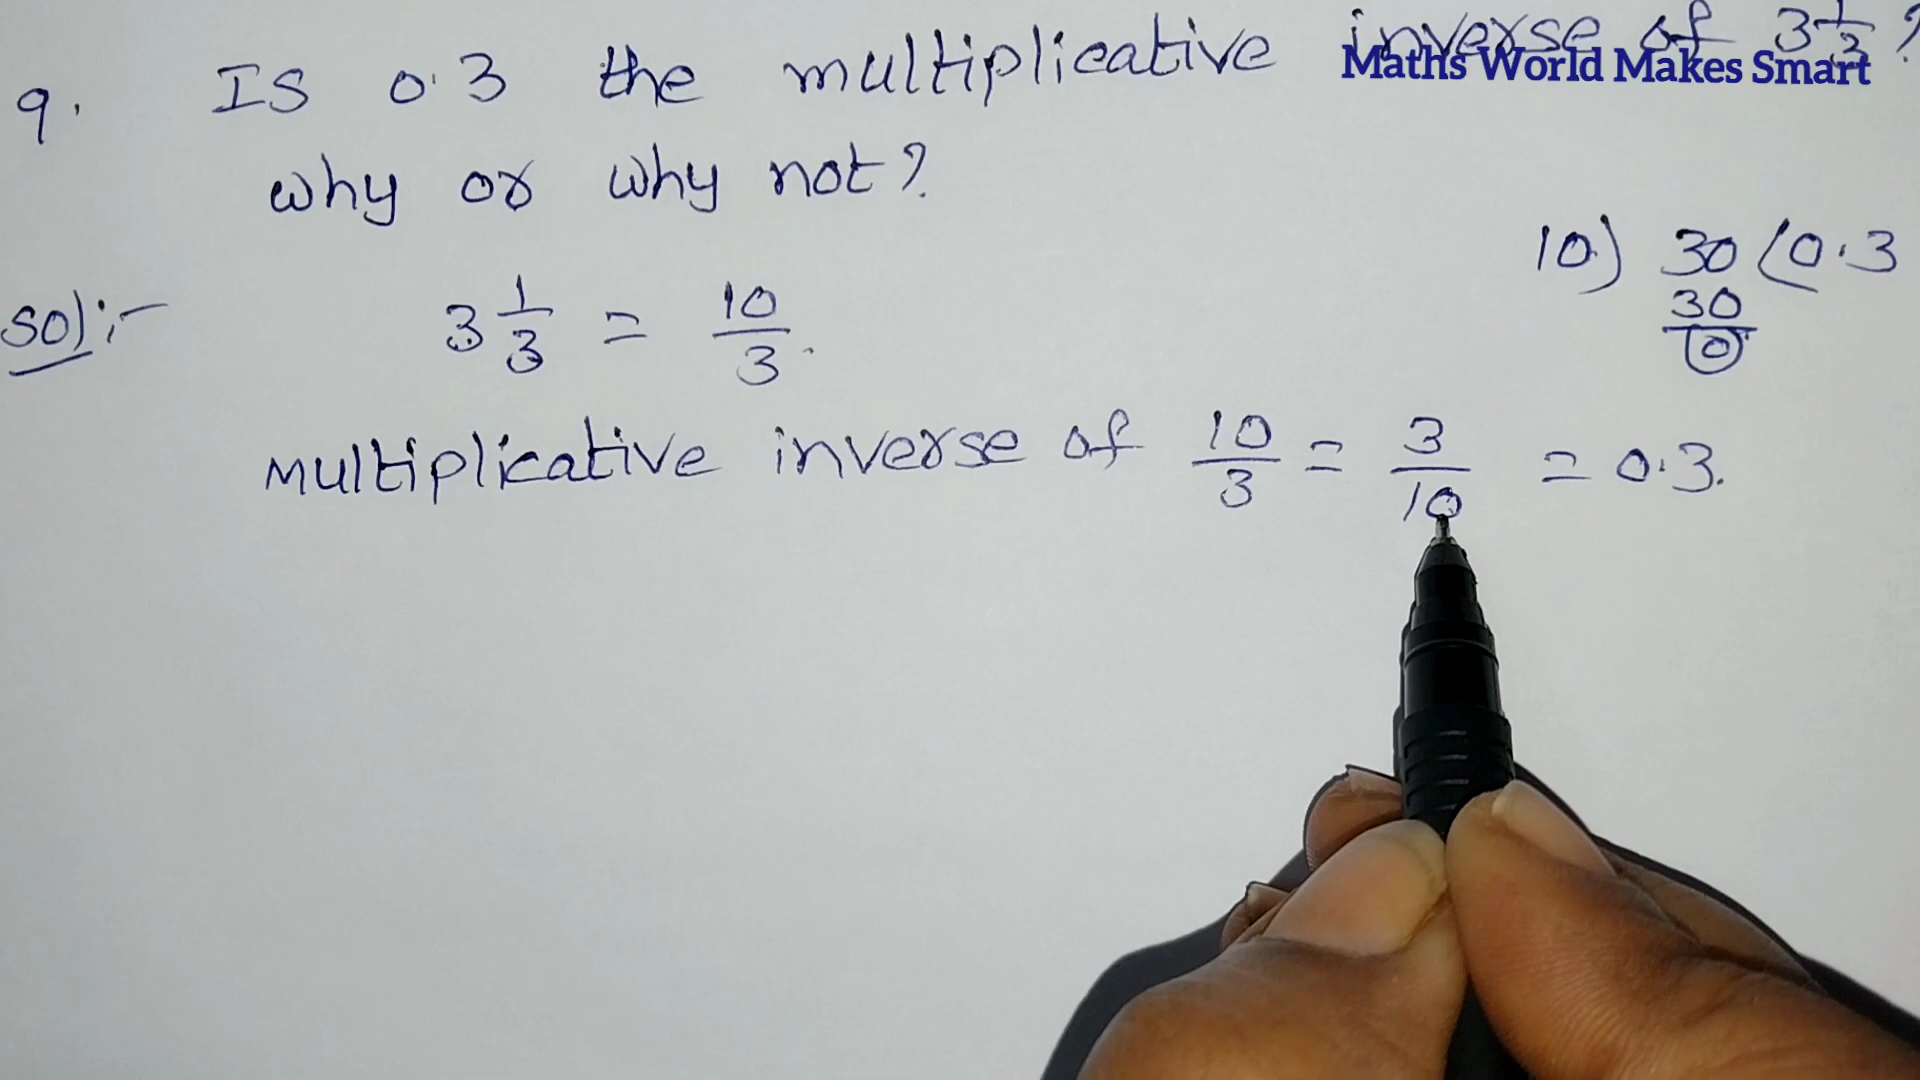 9. Is 0.3 the multiplicative inverse of 3 1/3?
Maths World Makes Smart
why or why not?
10) 30 (0.3
30
0
Sol:- 3 1/3 = 10/3.
Multiplicative inverse of 10/3 = 3/10 = 0.3.